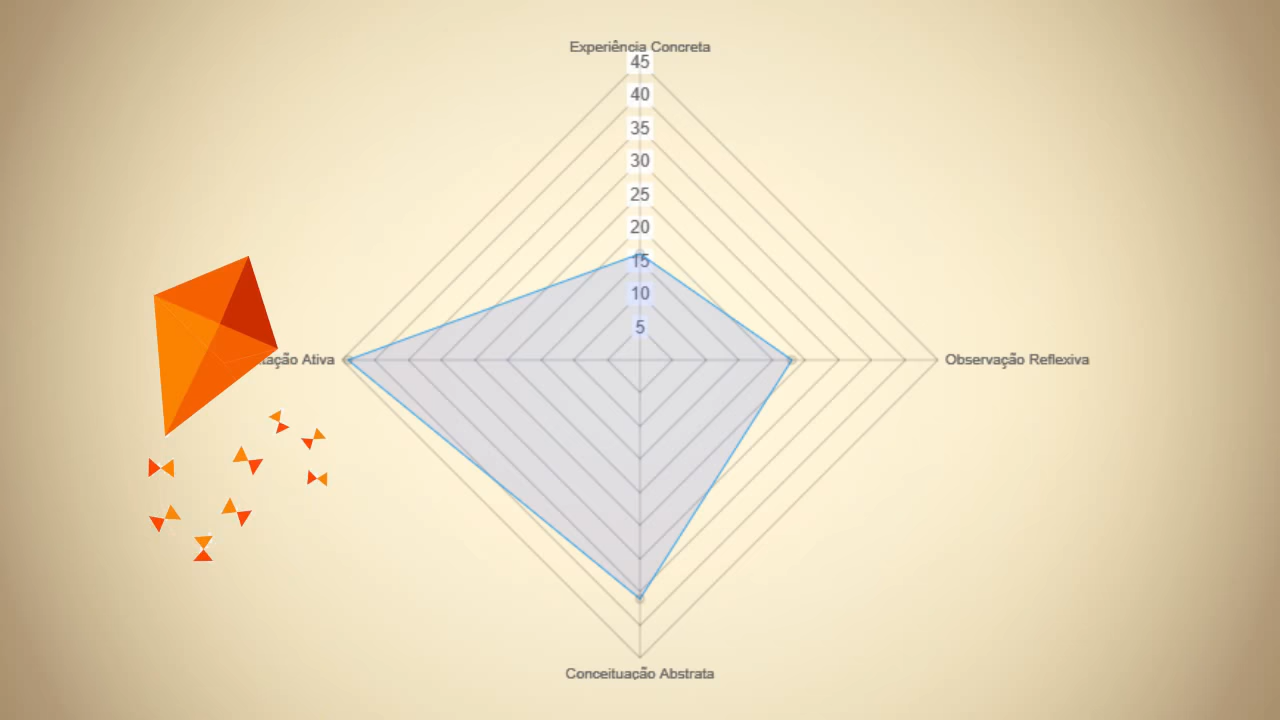 Experiência Concreta
45
40
35
30
25
20
15
10
5
Ativa
Observação Reflexiva
Conceituação Abstrata